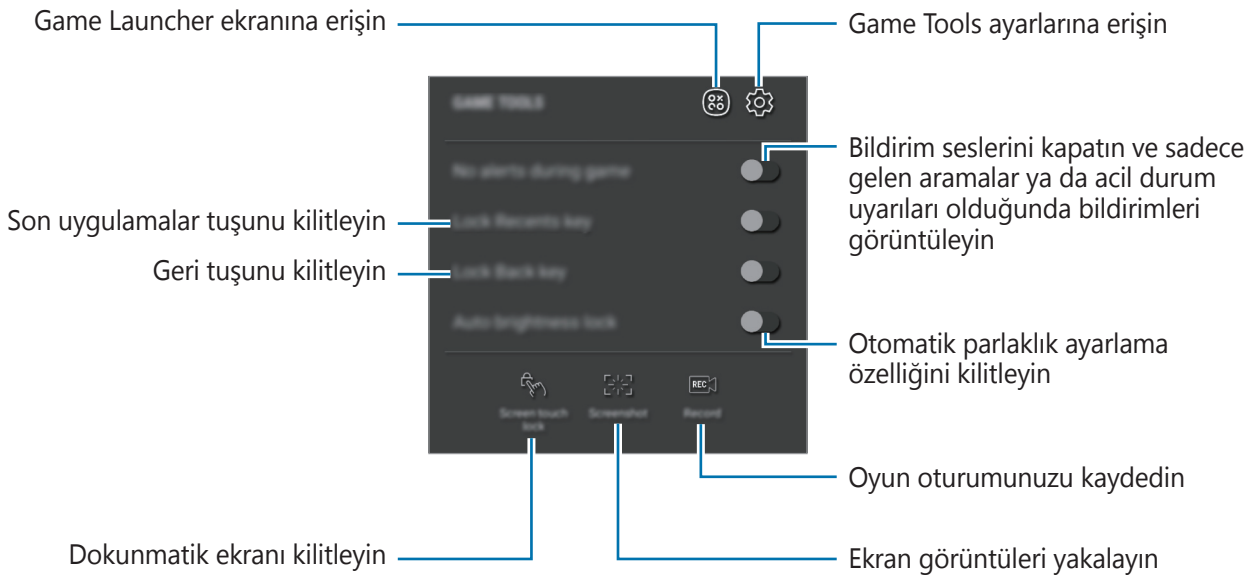 Game Launcher ekranına erişin
Game Tools ayarlarına erişin
GAME TOOLS
Bildirim seslerini kapatın ve sadece
gelen aramalar ya da acil durum
uyarıları olduğunda bildirimleri
görüntüleyin
No alerts during game
Son uygulamalar tuşunu kilitleyin
Lock Recents key
Geri tuşunu kilitleyin
Lock Back key
Auto brightness lock
Otomatik parlaklık ayarlama
özelliğini kilitleyin
REC
Screen touch
lock
Screenshot
Record
Oyun oturumunuzu kaydedin
Dokunmatik ekranı kilitleyin
Ekran görüntüleri yakalayın